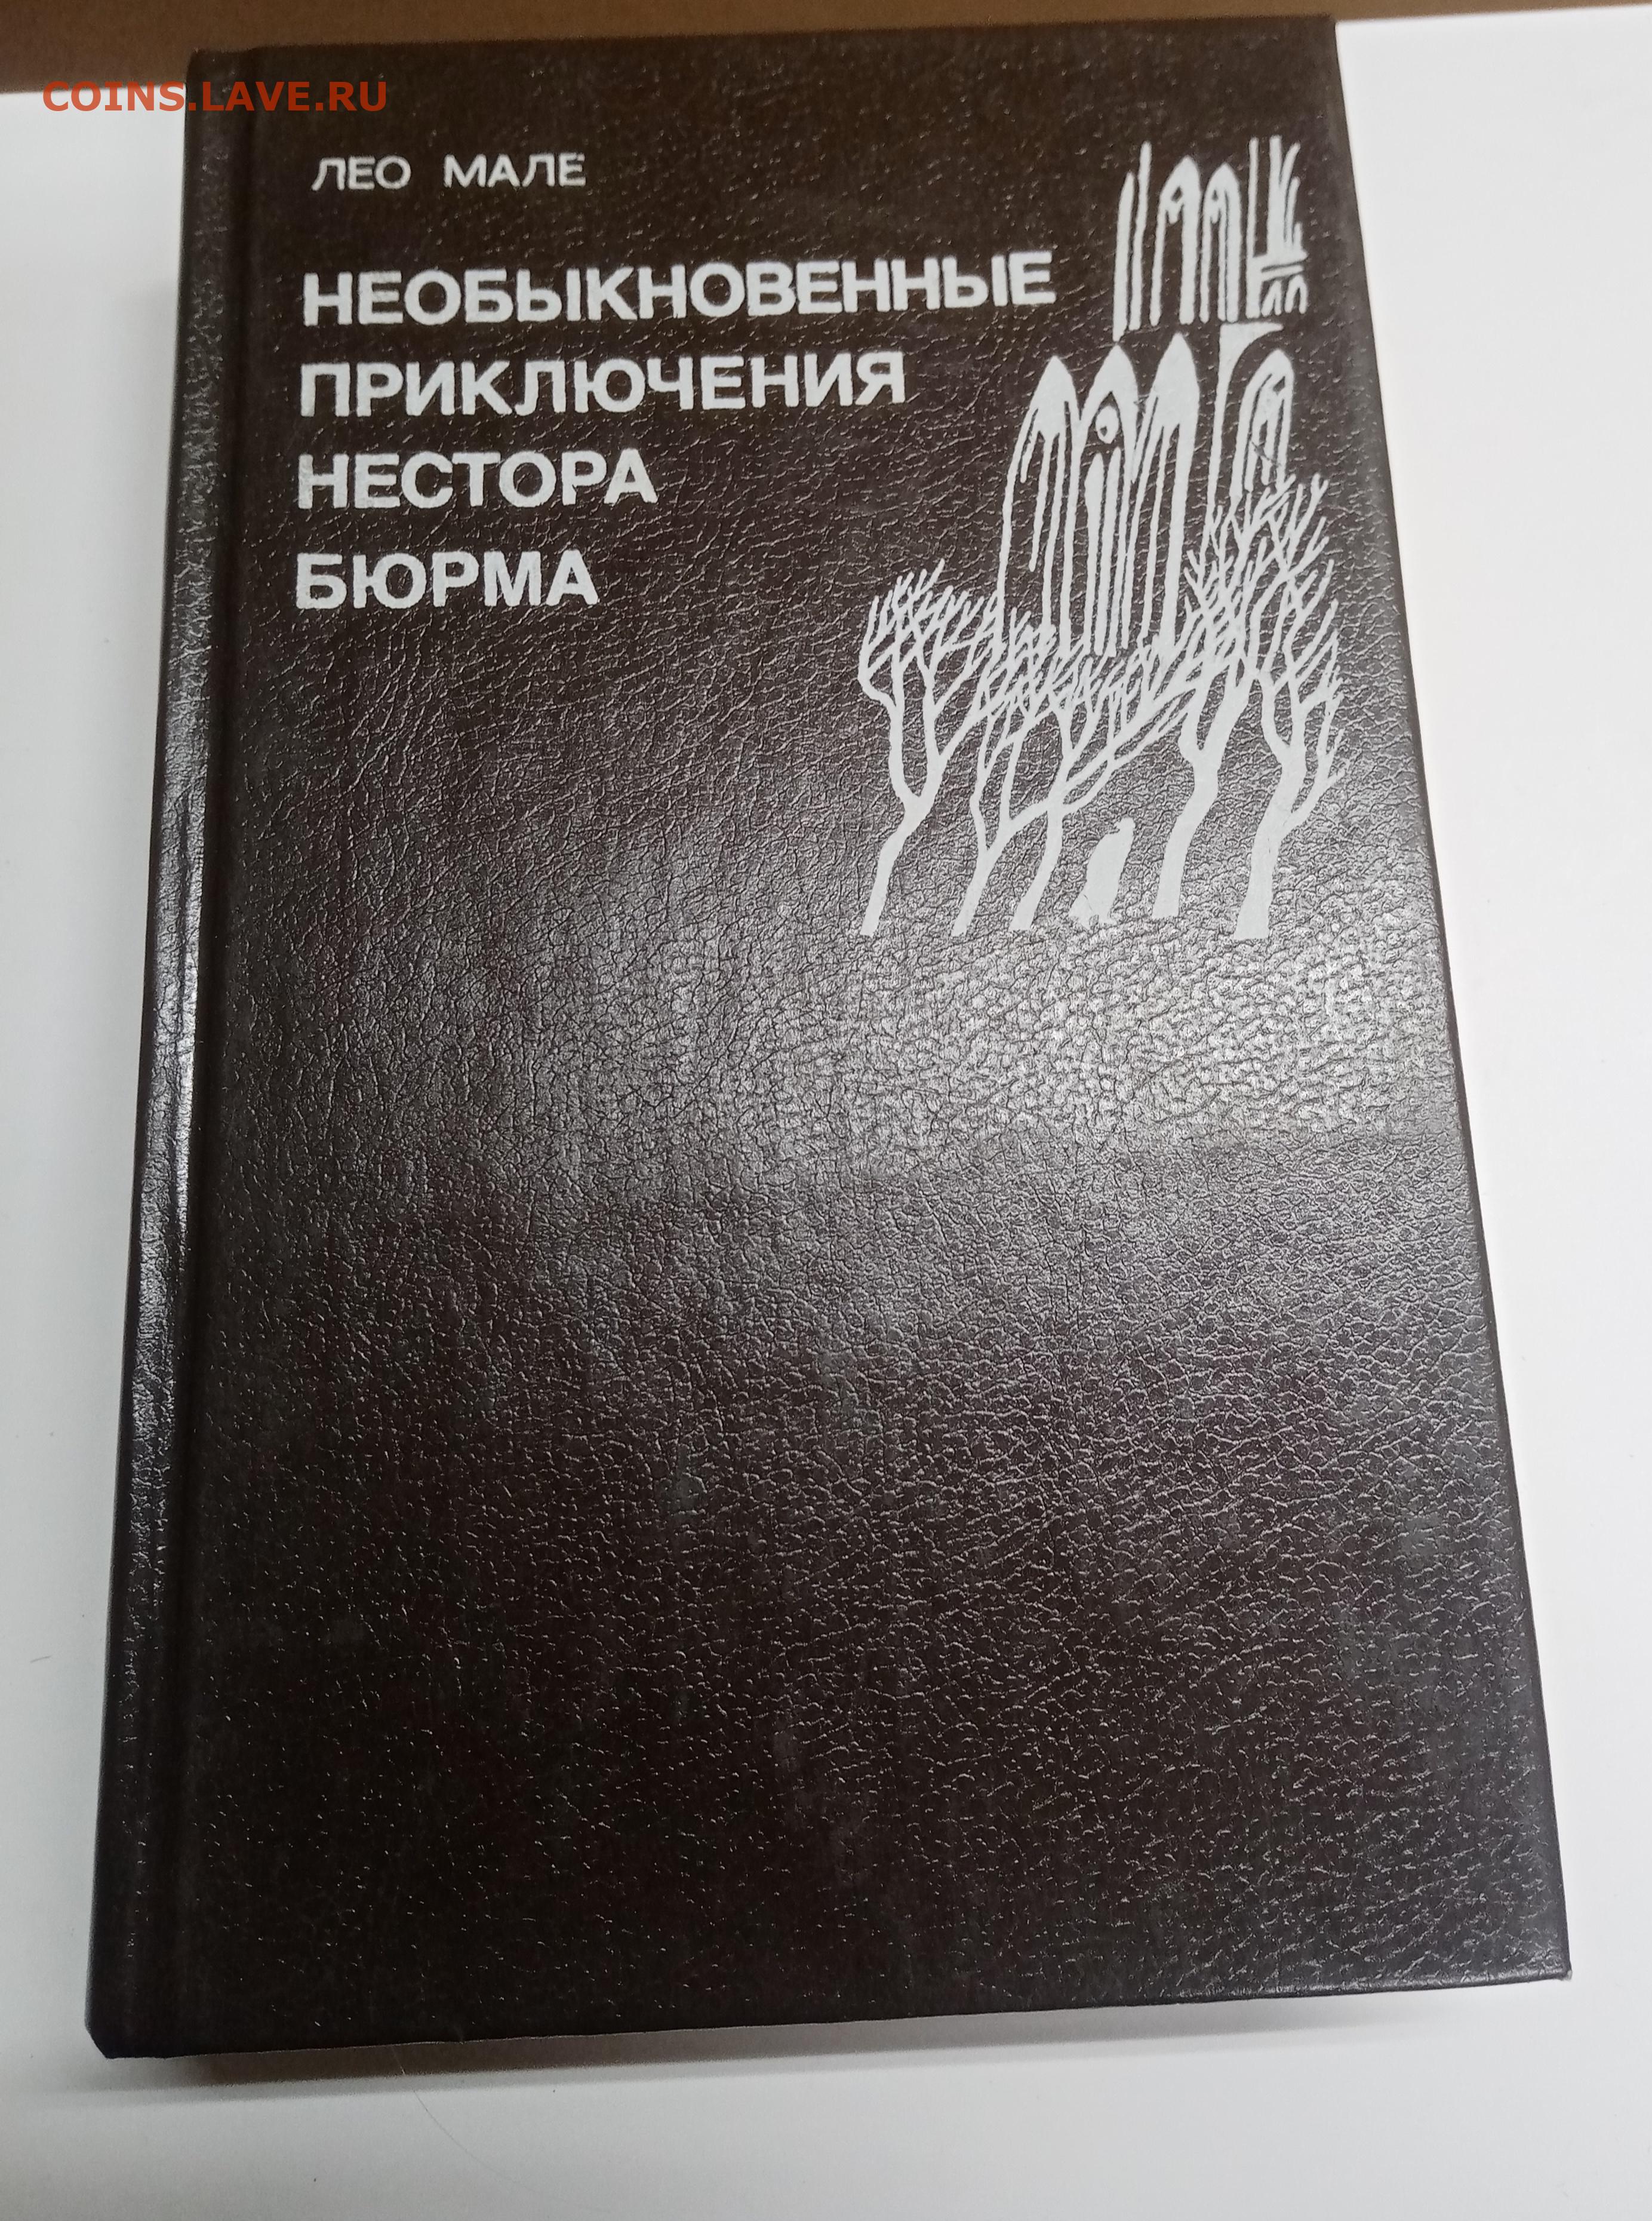 COINS.LAVE.RU
ЛЕО МАЛЕ
НЕОБЫКНОВЕННЫЕ
ПРИКЛЮЧЕНИЯ
НЕСТОРА
БЮРМА